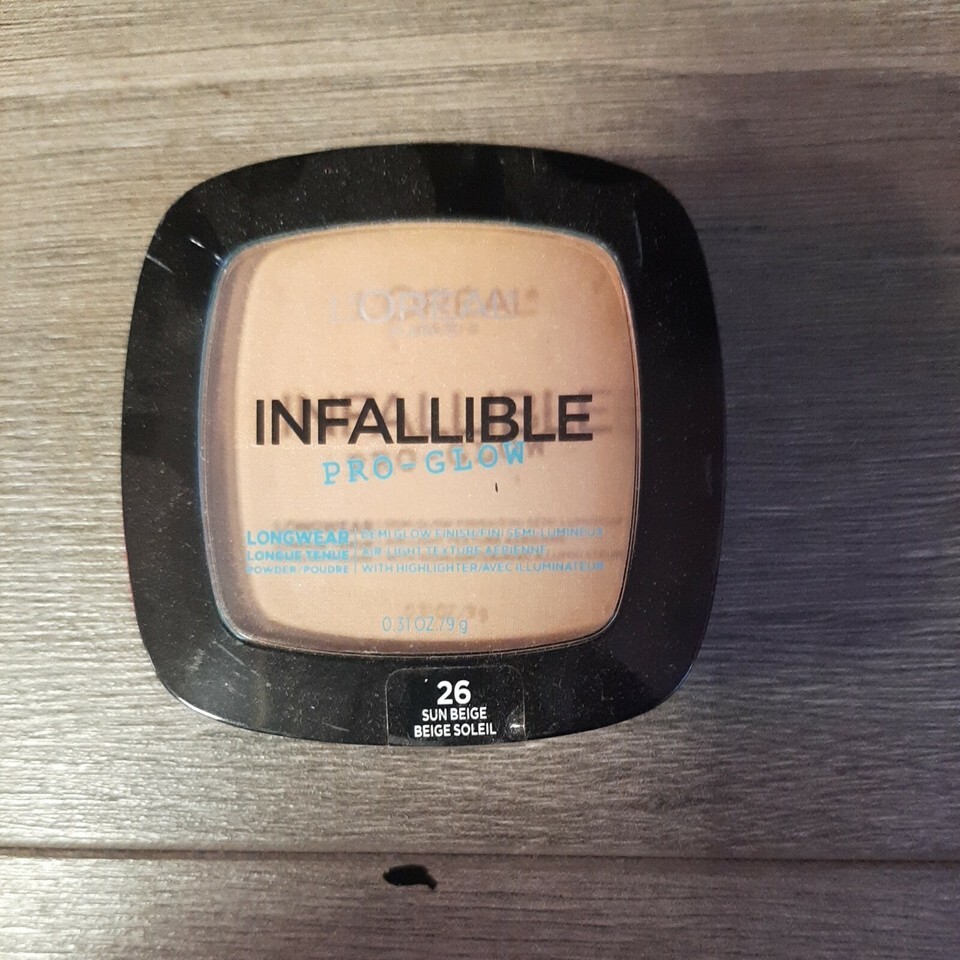 L'ORÉAL
INFALLIBLE
PRO-GLOW
LONGWEAR | SEMI GLOW FINISH/FINI SEMI-LUMINEUX
LONGUE TENUE | AIR LIGHT TEXTURE AÉRIENNE
POWDER/POUDRE | WITH HIGHLIGHTER/AVEC ILLUMINATEUR
0.31 OZ./9 g
26
SUN BEIGE
BEIGE SOLEIL